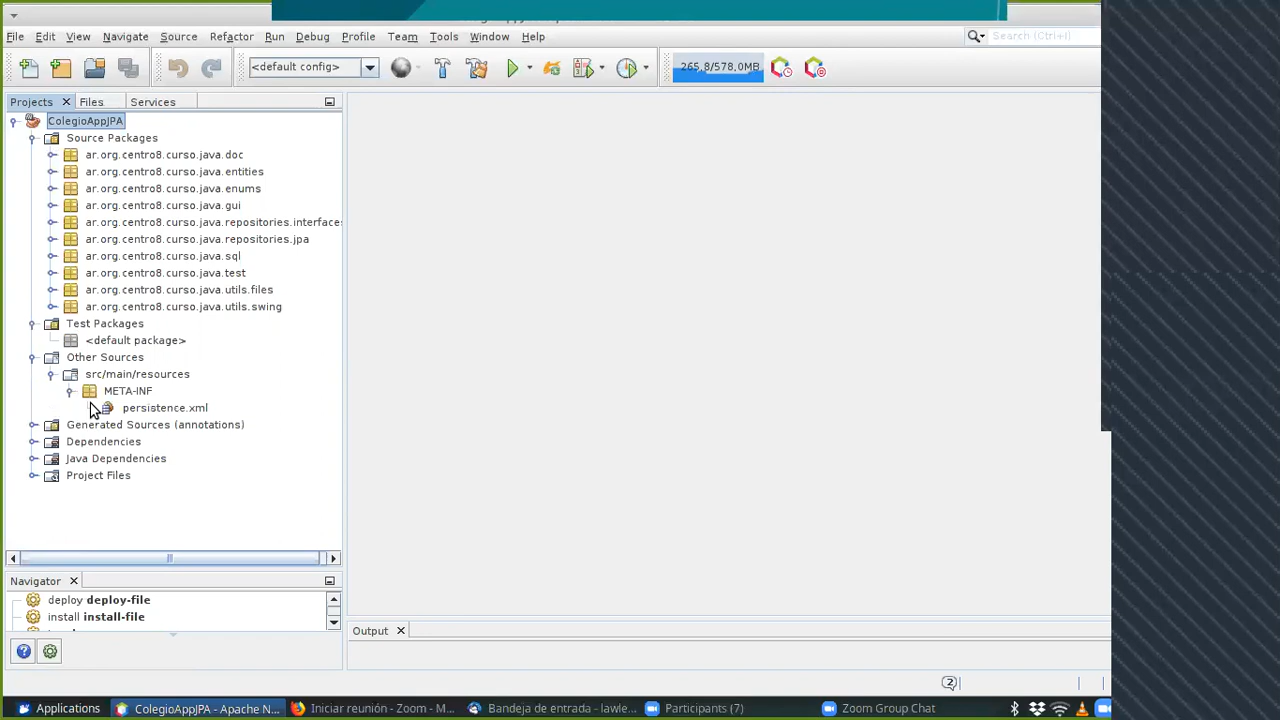 File Edit View Navigate Source Refactor Run Debug Profile Team Tools Window Help Search (Ctrl+I)
<default config> 265,8/578,0MB
Projects Files Services
ColegioAppJPA
Source Packages
ar.org.centro8.curso.java.doc
ar.org.centro8.curso.java.entities
ar.org.centro8.curso.java.enums
ar.org.centro8.curso.java.gui
ar.org.centro8.curso.java.repositories.interfaces
ar.org.centro8.curso.java.repositories.jpa
ar.org.centro8.curso.java.sql
ar.org.centro8.curso.java.test
ar.org.centro8.curso.java.utils.files
ar.org.centro8.curso.java.utils.swing
Test Packages
<default package>
Other Sources
src/main/resources
META-INF
persistence.xml
Generated Sources (annotations)
Dependencies
Java Dependencies
Project Files
Navigator
deploy deploy-file
install install-file
Output
2
Applications ColegioAppJPA - Apache N... Iniciar reunión - Zoom - M... Bandeja de entrada - lawle... Participants (7) Zoom Group Chat